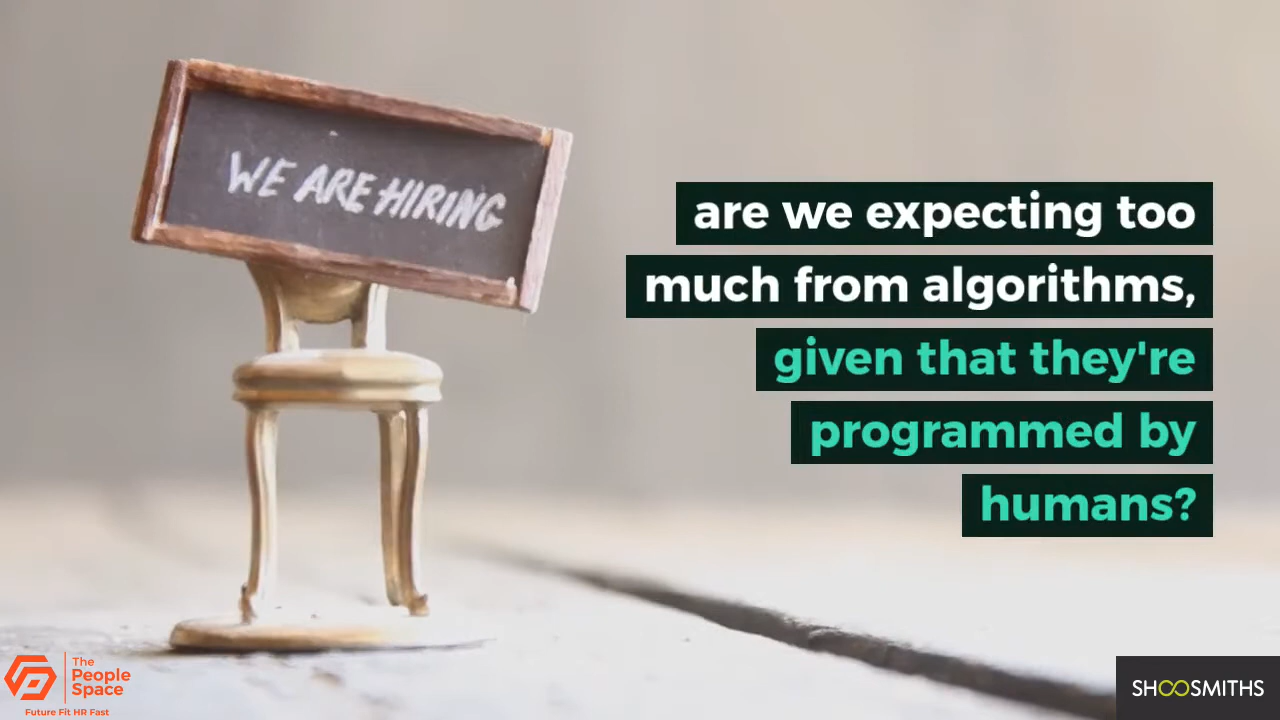 WE ARE HIRING
are we expecting too
much from algorithms,
given that they're
programmed by
humans?
The
People
Space
Future Fit HR Fast
SHOOSMITHS